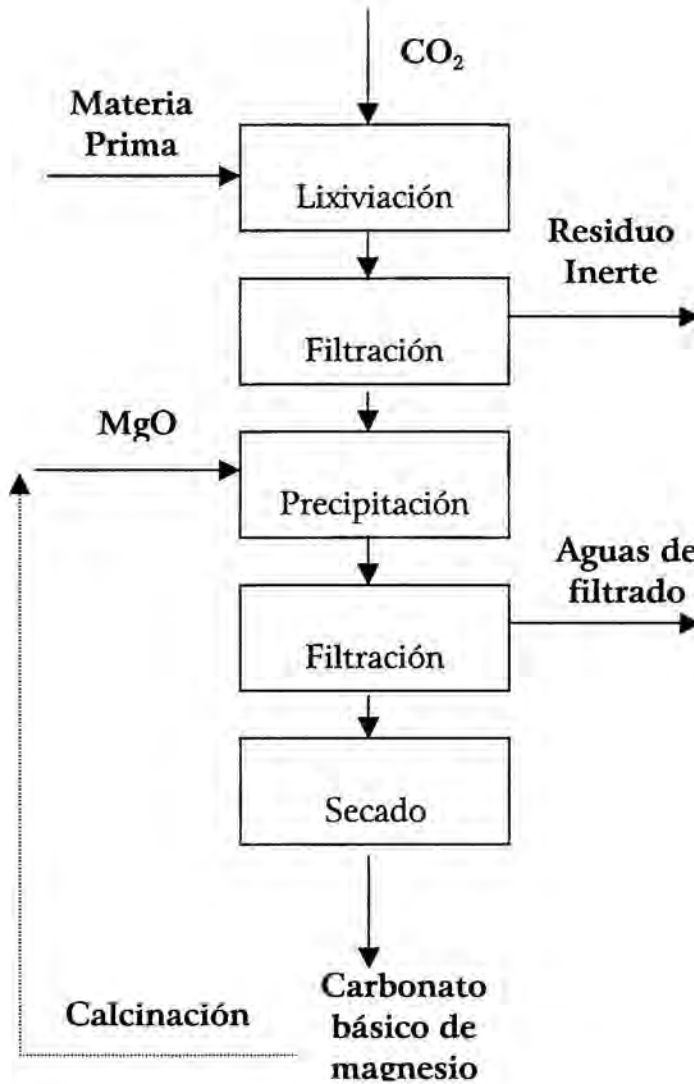 CO₂
Materia
Prima
Lixiviación
Residuo
Inerte
Filtración
MgO
Precipitación
Aguas de
filtrado
Filtración
Secado
Calcinación
Carbonato
básico de
magnesio